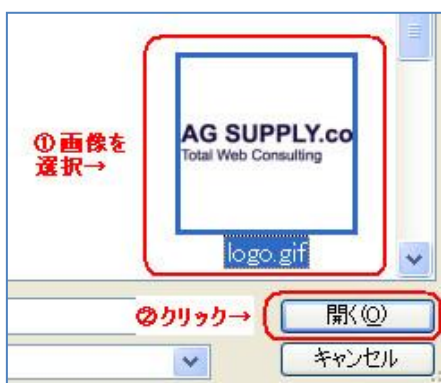 AG SUPPLY.co
Total Web Consulting
①画像を
選択→
logo.gif
②クリック→
開く(O)
キャンセル